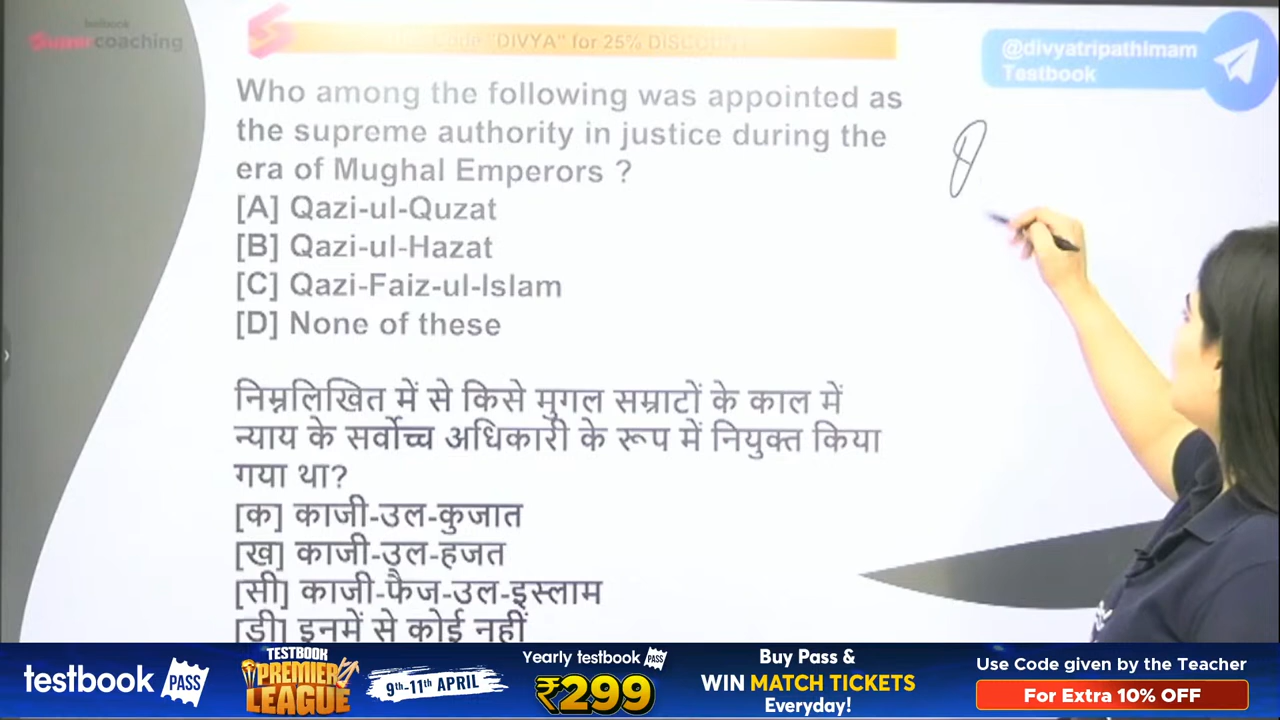 testbook
Supercoaching
Code "DIVYA" for 25% DISCOUNT
@divyatripathimam
Testbook
Who among the following was appointed as
the supreme authority in justice during the
era of Mughal Emperors ?
[A] Qazi-ul-Quzat
[B] Qazi-ul-Hazat
[C] Qazi-Faiz-ul-Islam
[D] None of these
निम्नलिखित में से किसे मुगल सम्राटों के काल में
न्याय के सर्वोच्च अधिकारी के रूप में नियुक्त किया
गया था?
[क] काजी-उल-कुजात
[ख] काजी-उल-हजत
[सी] काजी-फैज-उल-इस्लाम
[डी] इनमें से कोई नहीं
testbook PASS
TESTBOOK
PREMIER
LEAGUE
9th-11th APRIL
Yearly testbook PASS
₹299
Buy Pass &
WIN MATCH TICKETS
Everyday!
Use Code given by the Teacher
For Extra 10% OFF